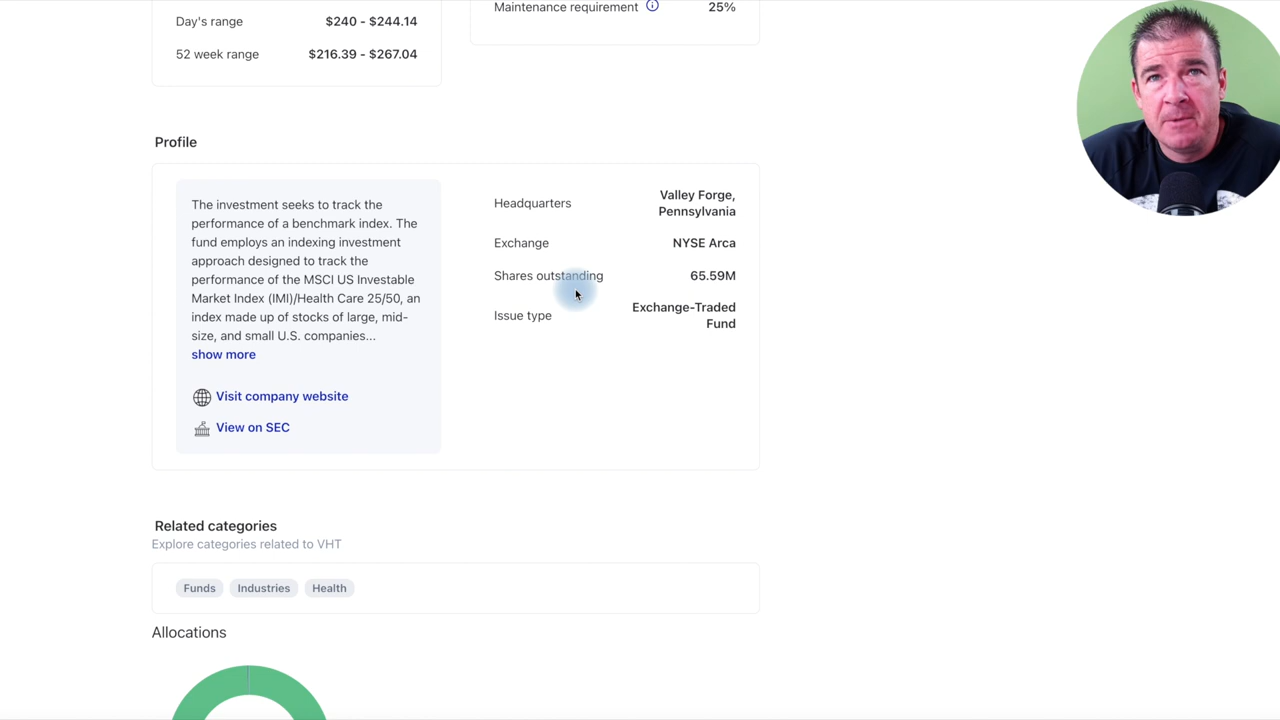 Day's range $240 - $244.14
52 week range $216.39 - $267.04
Maintenance requirement 25%
Profile
The investment seeks to track the
performance of a benchmark index. The
fund employs an indexing investment
approach designed to track the
performance of the MSCI US Investable
Market Index (IMI)/Health Care 25/50, an
index made up of stocks of large, mid-
size, and small U.S. companies...
show more
Visit company website
View on SEC
Headquarters Valley Forge,
Pennsylvania
Exchange NYSE Arca
Shares outstanding 65.59M
Issue type Exchange-Traded
Fund
Related categories
Explore categories related to VHT
Funds Industries Health
Allocations